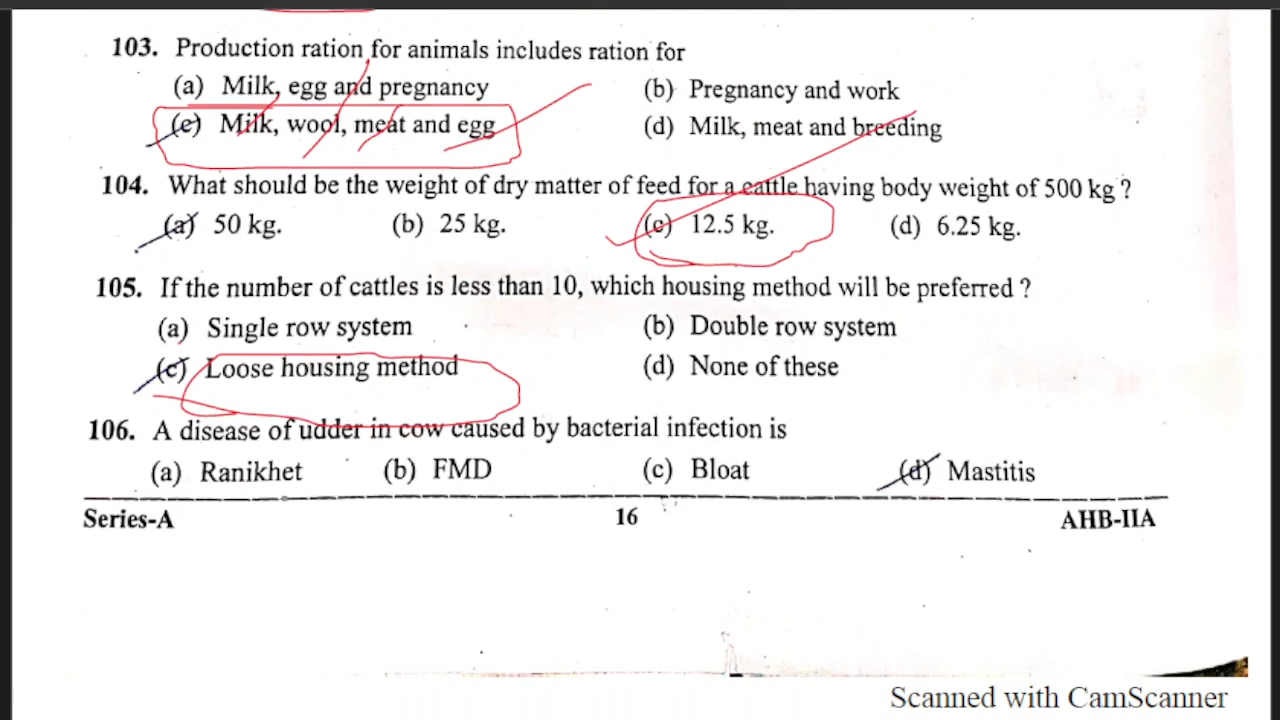 103. Production ration for animals includes ration for
(a) Milk, egg and pregnancy (b) Pregnancy and work
(c) Milk, wool, meat and egg (d) Milk, meat and breeding
104. What should be the weight of dry matter of feed for a cattle having body weight of 500 kg ?
(a) 50 kg. (b) 25 kg. (c) 12.5 kg. (d) 6.25 kg.
105. If the number of cattles is less than 10, which housing method will be preferred ?
(a) Single row system (b) Double row system
(c) Loose housing method (d) None of these
106. A disease of udder in cow caused by bacterial infection is
(a) Ranikhet (b) FMD (c) Bloat (d) Mastitis
Series-A 16 AHB-IIA
Scanned with CamScanner